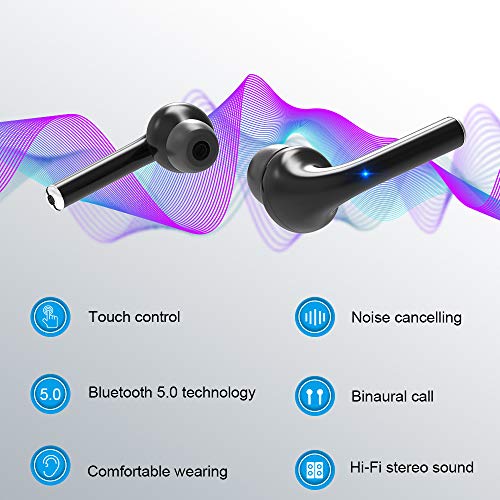 Touch control
Noise cancelling
5.0
Bluetooth 5.0 technology
Binaural call
Comfortable wearing
Hi-Fi stereo sound